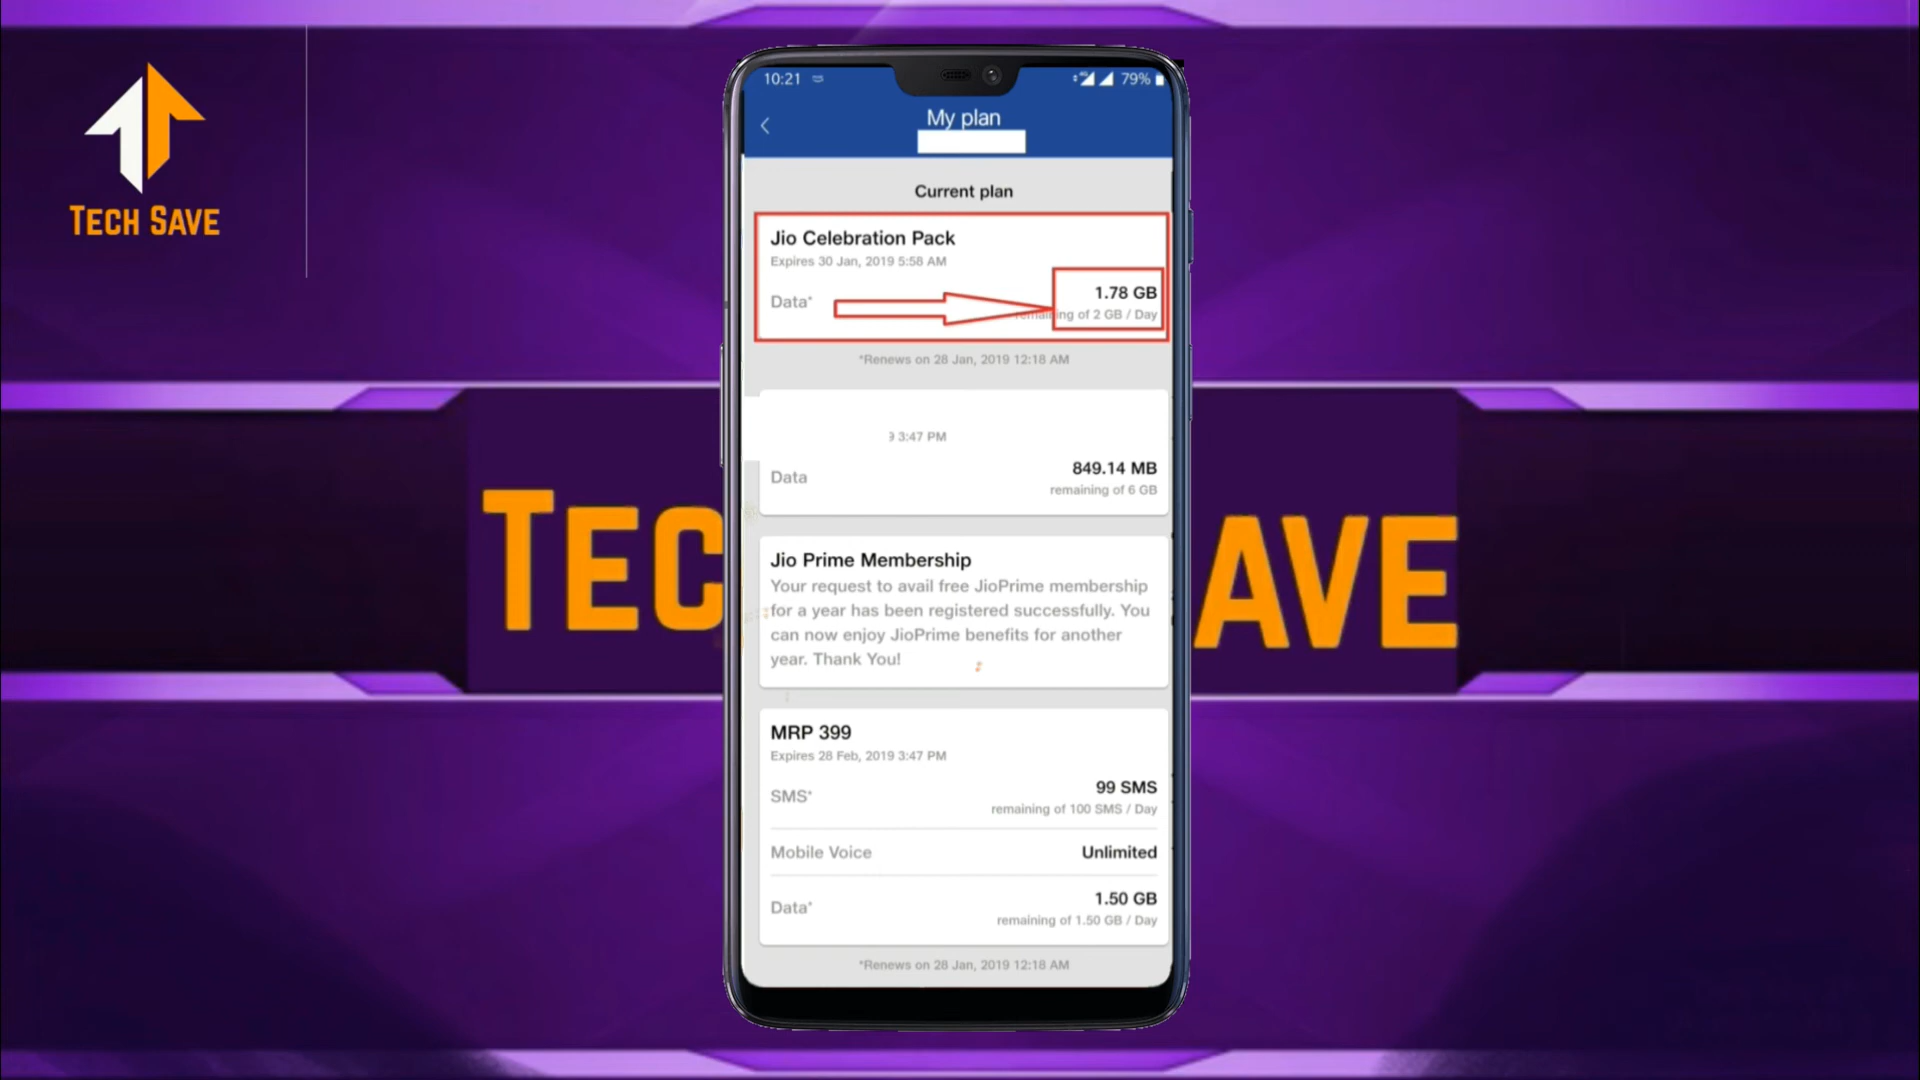 TECH SAVE
10:21
79%
My plan
Current plan
Jio Celebration Pack
Expires 30 Jan, 2019 5:58 AM
1.78 GB
Data*
remaining of 2 GB / Day
*Renews on 28 Jan, 2019 12:18 AM
9 3:47 PM
849.14 MB
Data
remaining of 6 GB
TEC
AVE
Jio Prime Membership
Your request to avail free JioPrime membership
for a year has been registered successfully. You
can now enjoy JioPrime benefits for another
year. Thank You!
MRP 399
Expires 28 Feb, 2019 3:47 PM
99 SMS
SMS*
remaining of 100 SMS / Day
Mobile Voice Unlimited
1.50 GB
Data*
remaining of 1.50 GB / Day
*Renews on 28 Jan, 2019 12:18 AM